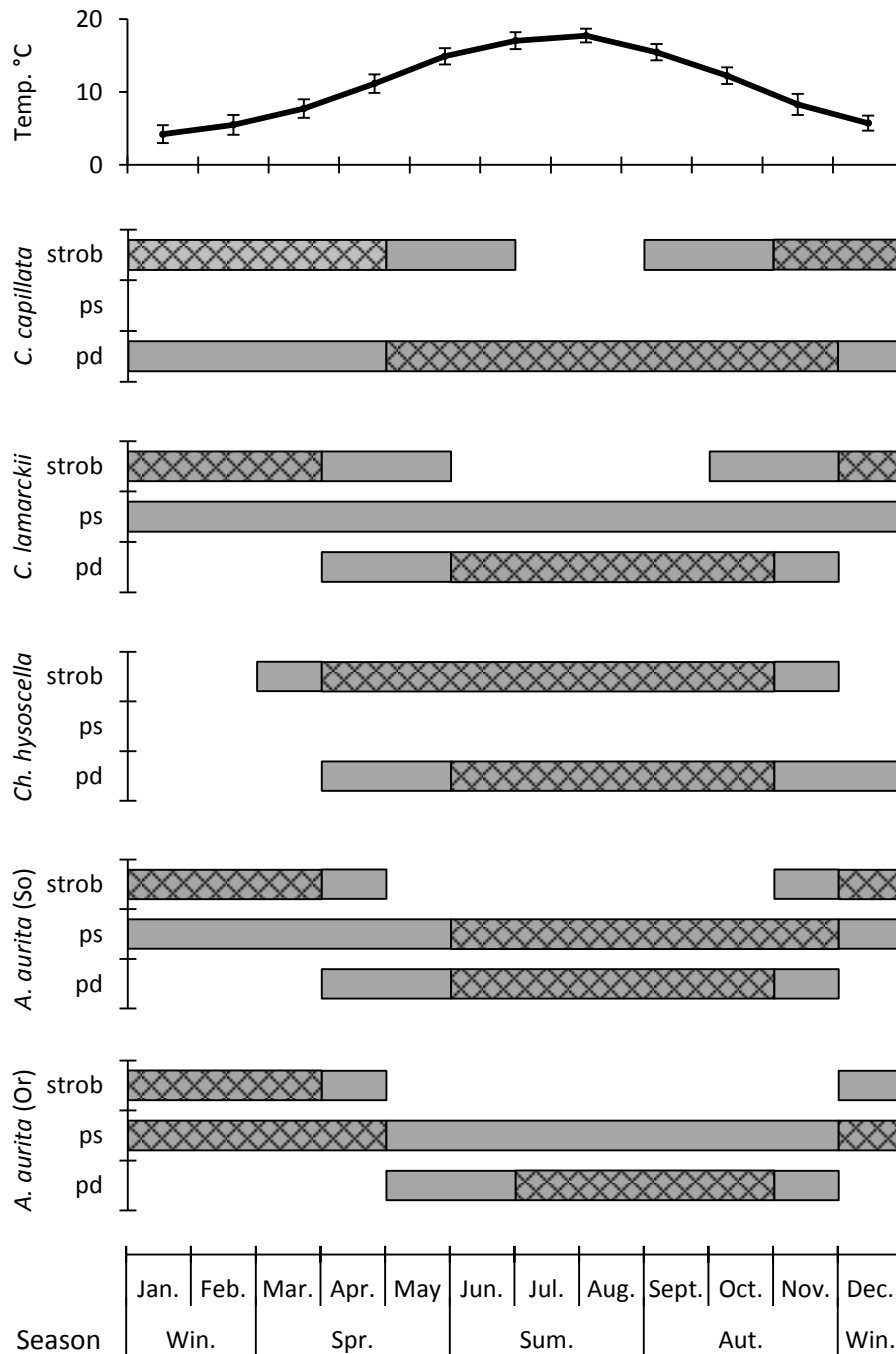 Temp. °C
20
10
0
C. capillata
strob
ps
pd
C. lamarckii
strob
ps
pd
Ch. hysoscella
strob
ps
pd
A. aurita (So)
strob
ps
pd
A. aurita (Or)
strob
ps
pd
Jan. Feb. Mar. Apr. May Jun. Jul. Aug. Sept. Oct. Nov. Dec.
Season Win. Spr. Sum. Aut. Win.